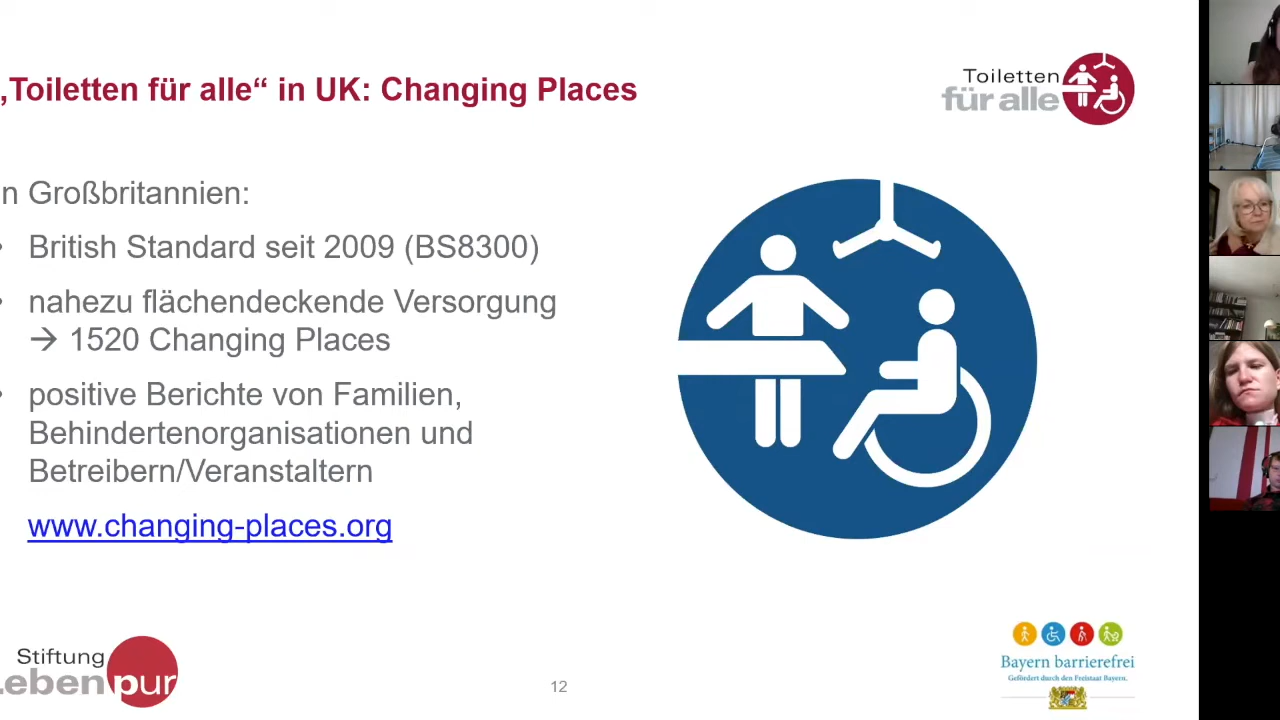 „Toiletten für alle“ in UK: Changing Places
Toiletten
für alle
n Großbritannien:
• British Standard seit 2009 (BS8300)
• nahezu flächendeckende Versorgung
→ 1520 Changing Places
• positive Berichte von Familien,
Behindertenorganisationen und
Betreibern/Veranstaltern
www.changing-places.org
Stiftung
Leben pur
12
Bayern barrierefrei
Gefördert durch den Freistaat Bayern.